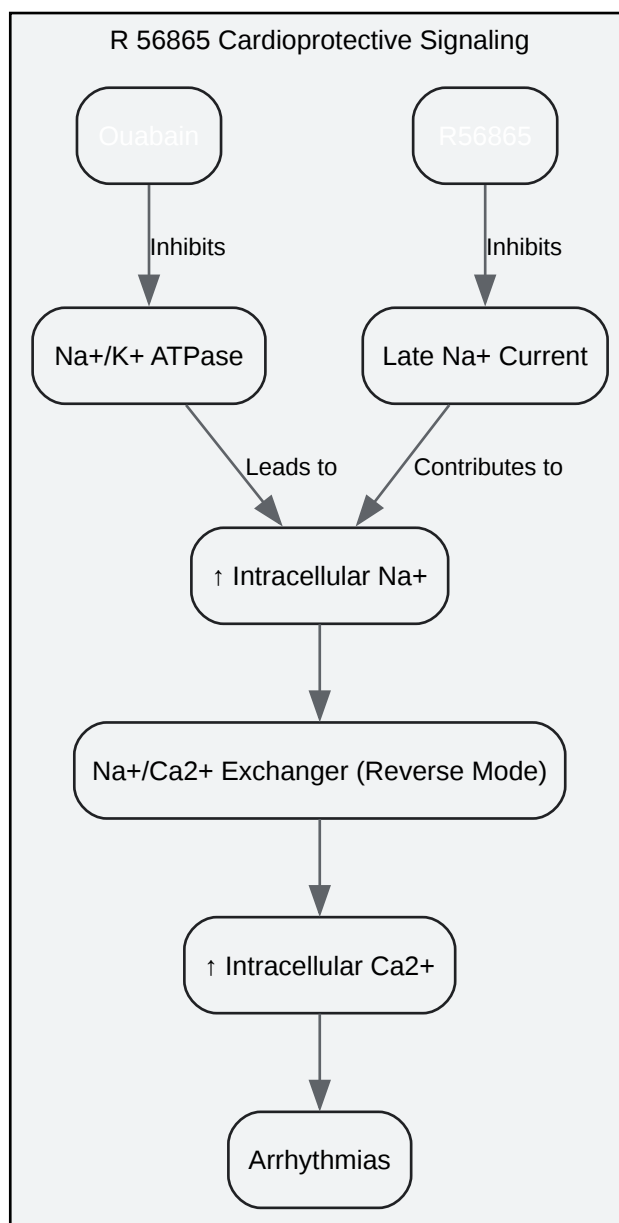 R 56865 Cardioprotective Signaling
Ouabain
R56865
Inhibits
Inhibits
Na+/K+ ATPase
Late Na+ Current
Leads to
Contributes to
↑ Intracellular Na+
Na+/Ca2+ Exchanger (Reverse Mode)
↑ Intracellular Ca2+
Arrhythmias